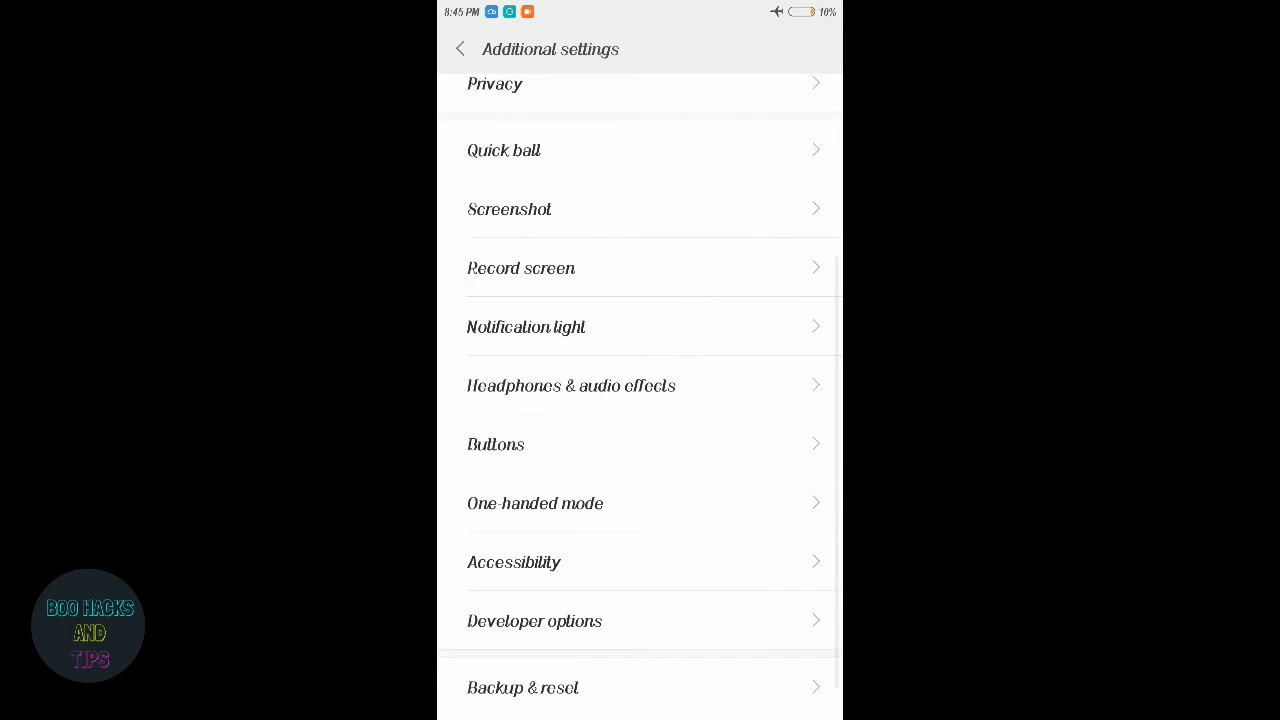 8:45 PM
10%
Additional settings
Privacy
Quick ball
Screenshot
Record screen
Notification light
Headphones & audio effects
Buttons
One-handed mode
Accessibility
Developer options
Backup & reset
BOO HACKS
AND
TIPS